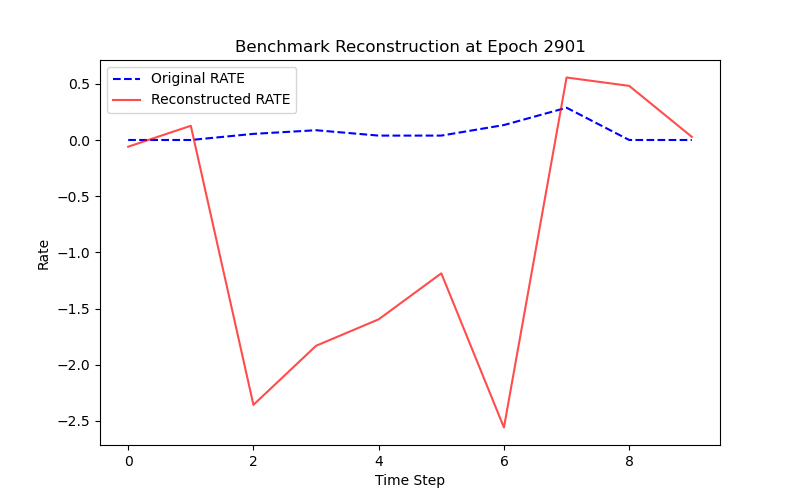 Benchmark Reconstruction at Epoch 2901
Original RATE
Reconstructed RATE
0.5
0.0
−0.5
−1.0
−1.5
−2.0
−2.5
Rate
0 2 4 6 8
Time Step